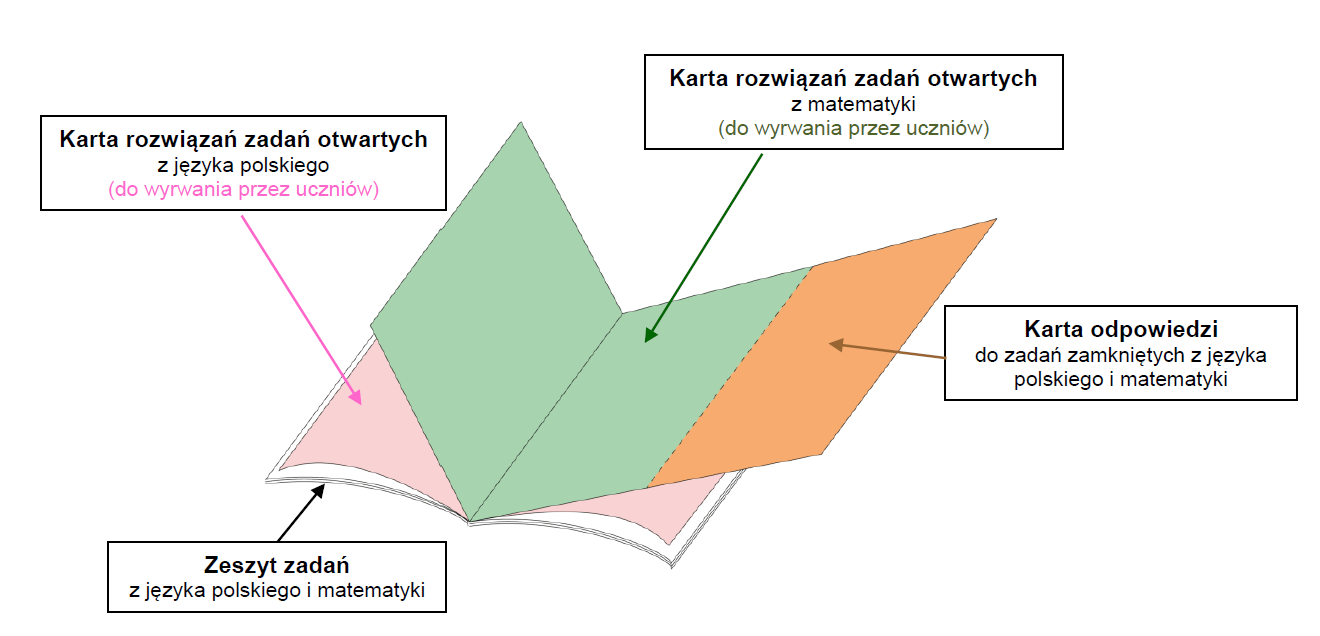 Karta rozwiązań zadań otwartych
z matematyki
(do wyrwania przez uczniów)
Karta rozwiązań zadań otwartych
z języka polskiego
(do wyrwania przez uczniów)
Karta odpowiedzi
do zadań zamkniętych z języka
polskiego i matematyki
Zeszyt zadań
z języka polskiego i matematyki